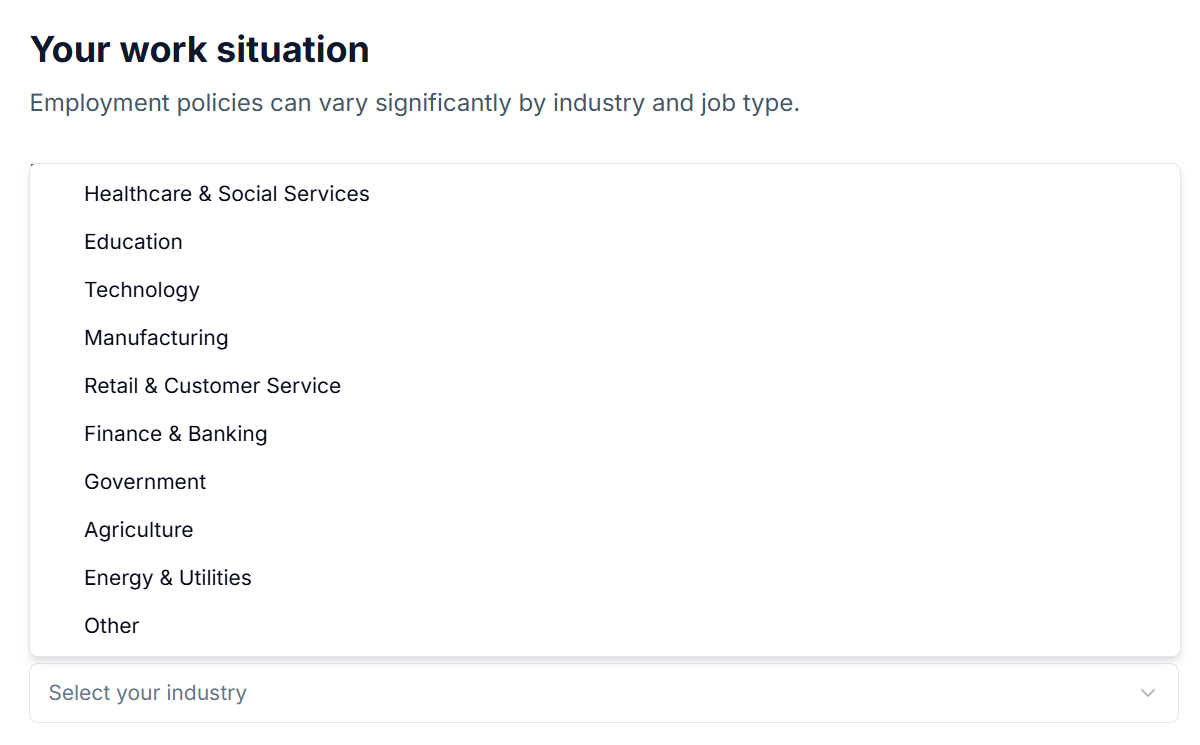 Your work situation
Employment policies can vary significantly by industry and job type.
Healthcare & Social Services
Education
Technology
Manufacturing
Retail & Customer Service
Finance & Banking
Government
Agriculture
Energy & Utilities
Other
Select your industry